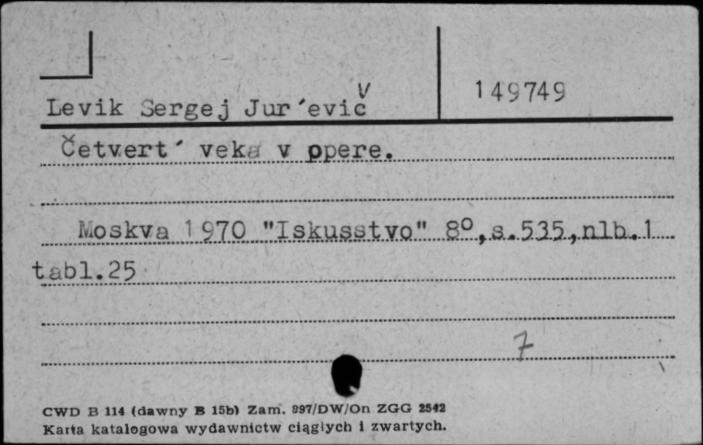 149749
Levik Sergej Jur´evič
Četvert´ veka v opere.
Moskva 1970 "Iskusstvo" 8º,s.535,nlb.1
tabl.25
7
CWD B 114 (dawny B 15b) Zam. 997/DW/On ZGG 2542
Karta katalogowa wydawnictw ciągłych i zwartych.